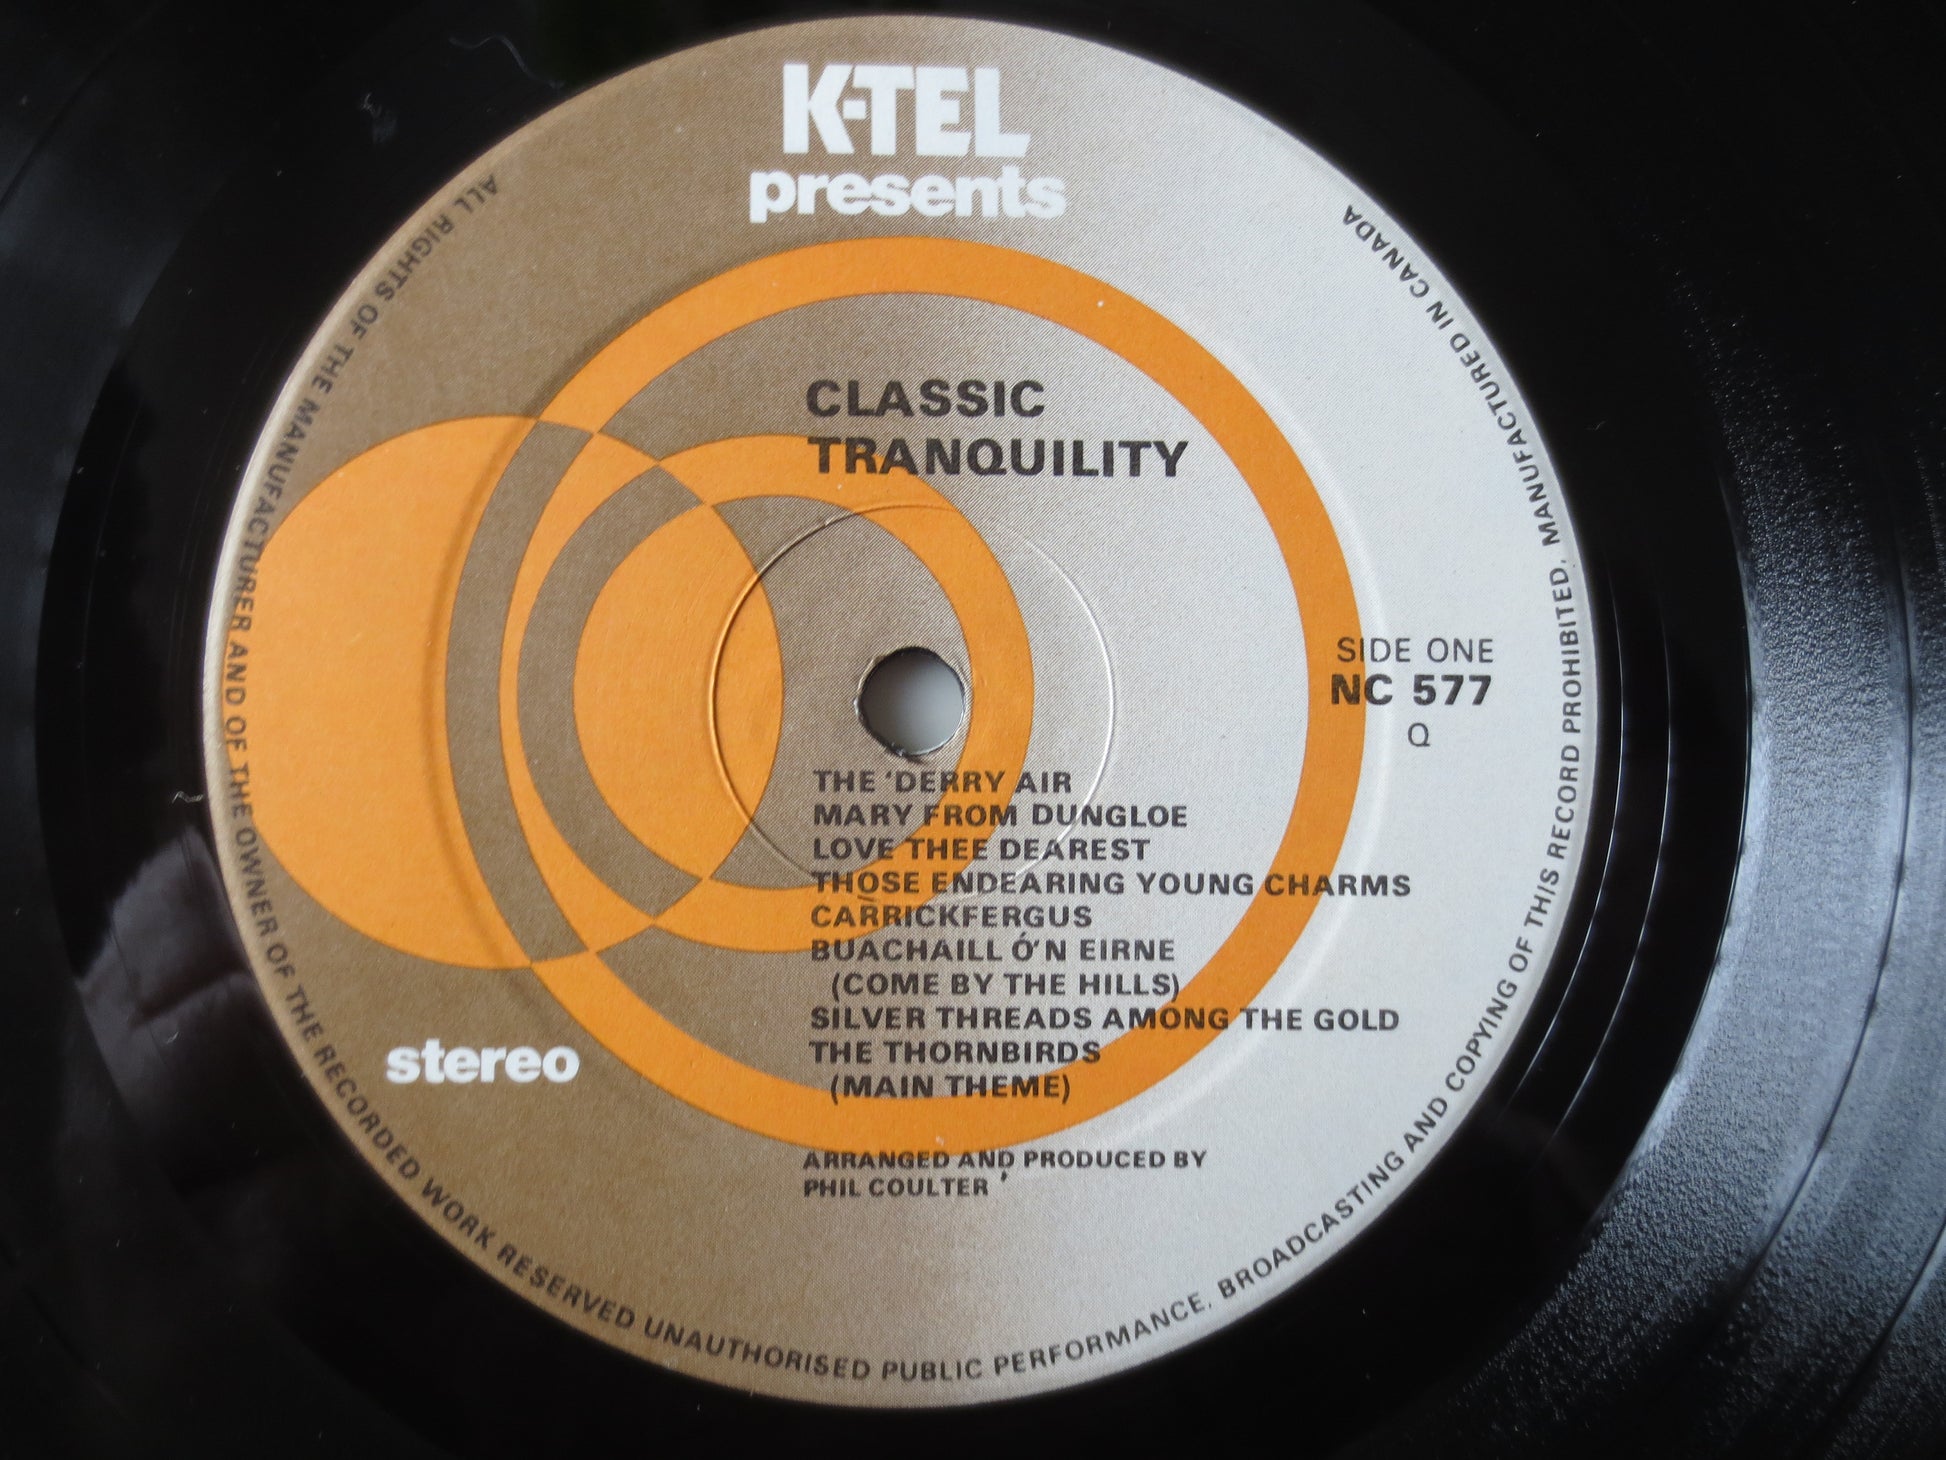 K-TEL
presents
CLASSIC
TRANQUILITY
SIDE ONE
NC 577
Q
THE 'DERRY AIR
MARY FROM DUNGLOE
LOVE THEE DEAREST
THOSE ENDEARING YOUNG CHARMS
CARRICKFERGUS
BUACHAILL Ó'N EIRNE
(COME BY THE HILLS)
SILVER THREADS AMONG THE GOLD
THE THORNBIRDS
(MAIN THEME)
stereo
ARRANGED AND PRODUCED BY
PHIL COULTER
ALL RIGHTS OF THE MANUFACTURER AND OF THE OWNER OF THE RECORDED WORK RESERVED UNAUTHORISED PUBLIC PERFORMANCE. BROADCASTING AND COPYING OF THIS RECORD PROHIBITED. MANUFACTURED IN CANADA